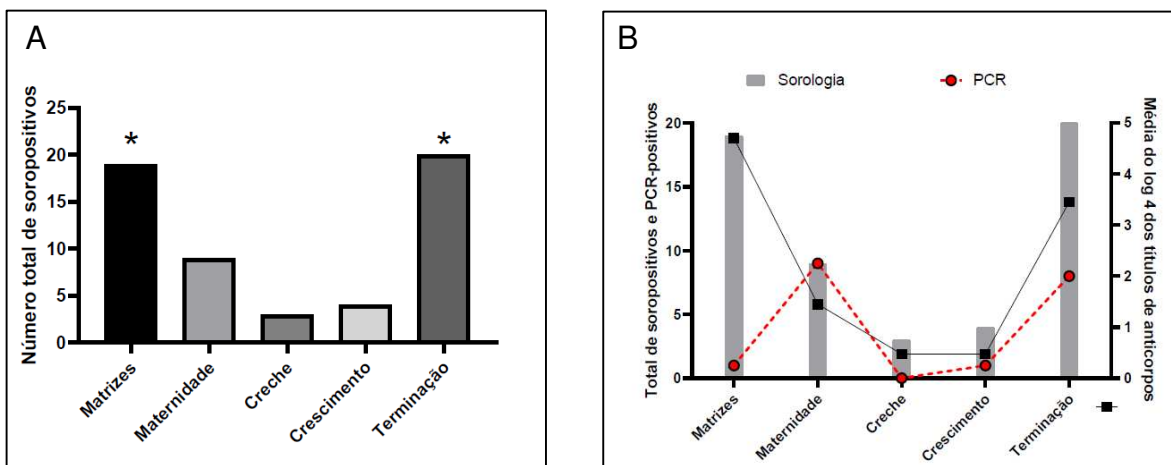 A
Número total de soropositivos
25
20
15
10
5
0
*
*
Matrizes
Maternidade
Creche
Crescimento
Terminação
B
Sorologia
PCR
Total de soropositivos e PCR-positivos
20
15
10
5
0
Média do log 4 dos títulos de anticorpos
5
4
3
2
1
0
Matrizes
Maternidade
Creche
Crescimento
Terminação